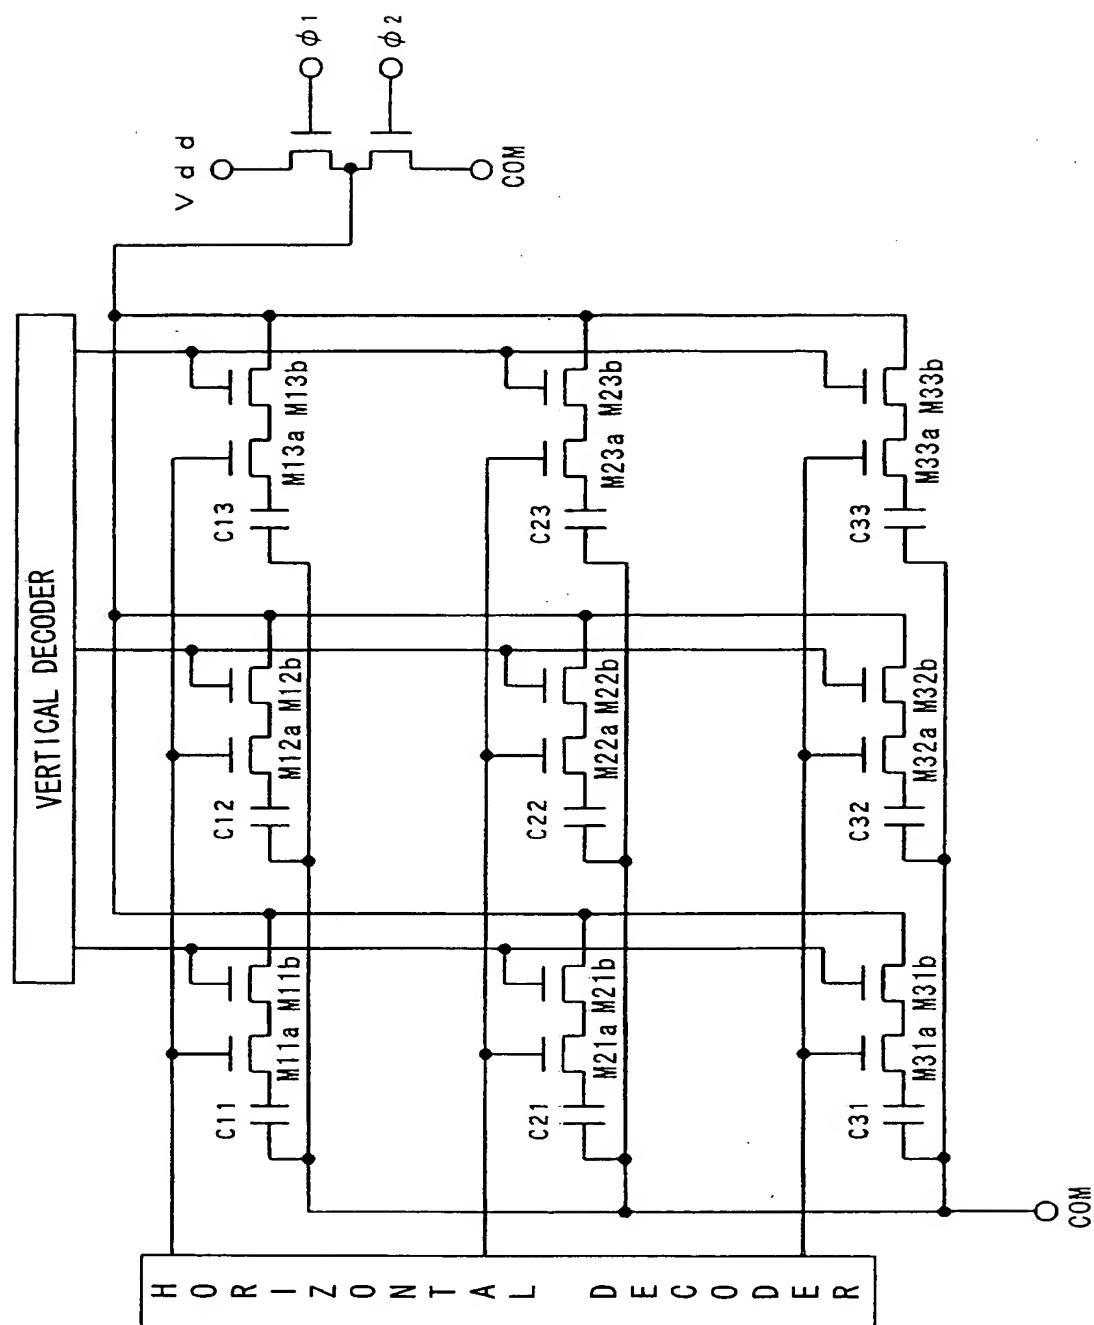 VERTICAL DECODER
HORIZONTAL DECODER
Vdd
φ1
φ2
COM
C11
M11a
M11b
C12
M12a
M12b
C13
M13a
M13b
C21
M21a
M21b
C22
M22a
M22b
C23
M23a
M23b
C31
M31a
M31b
C32
M32a
M32b
C33
M33a
M33b
COM